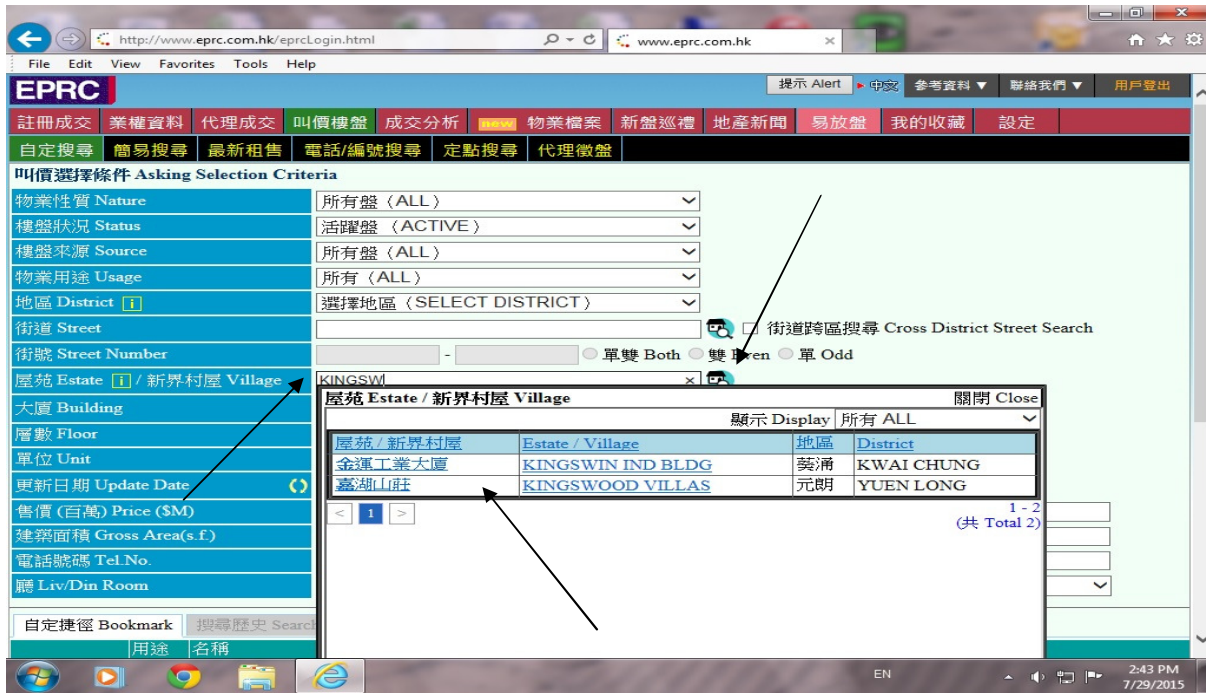 http://www.eprc.com.hk/eprcLogin.html
www.eprc.com.hk
File Edit View Favorites Tools Help
EPRC 提示 Alert 中文 參考資料 ▼ 聯絡我們 ▼ 用戶登出
註冊成交 業權資料 代理成交 叫價樓盤 成交分析 new 物業檔案 新盤巡禮 地產新聞 易放盤 我的收藏 設定
自定搜尋 簡易搜尋 最新租售 電話/編號搜尋 定點搜尋 代理徵盤
叫價選擇條件 Asking Selection Criteria
物業性質 Nature 所有盤（ALL）
樓盤狀況 Status 活躍盤（ACTIVE）
樓盤來源 Source 所有盤（ALL）
物業用途 Usage 所有（ALL）
地區 District i 選擇地區（SELECT DISTRICT）
街道 Street 街道跨區搜尋 Cross District Street Search
街號 Street Number - 單雙 Both 雙 Even 單 Odd
屋苑 Estate i / 新界村屋 Village KINGSW ×
大廈 Building
層數 Floor
單位 Unit
更新日期 Update Date
售價 (百萬) Price ($M)
建築面積 Gross Area(s.f.)
電話號碼 Tel.No.
廳 Liv/Din Room
屋苑 Estate / 新界村屋 Village 關閉 Close
顯示 Display 所有 ALL
屋苑 / 新界村屋 Estate / Village 地區 District
金運工業大廈 KINGSWIN IND BLDG 葵涌 KWAI CHUNG
嘉湖山莊 KINGSWOOD VILLAS 元朗 YUEN LONG
< 1 > 1 - 2
(共 Total 2)
自定捷徑 Bookmark 搜尋歷史 Searc
用途 名稱
EN 2:43 PM
7/29/2015